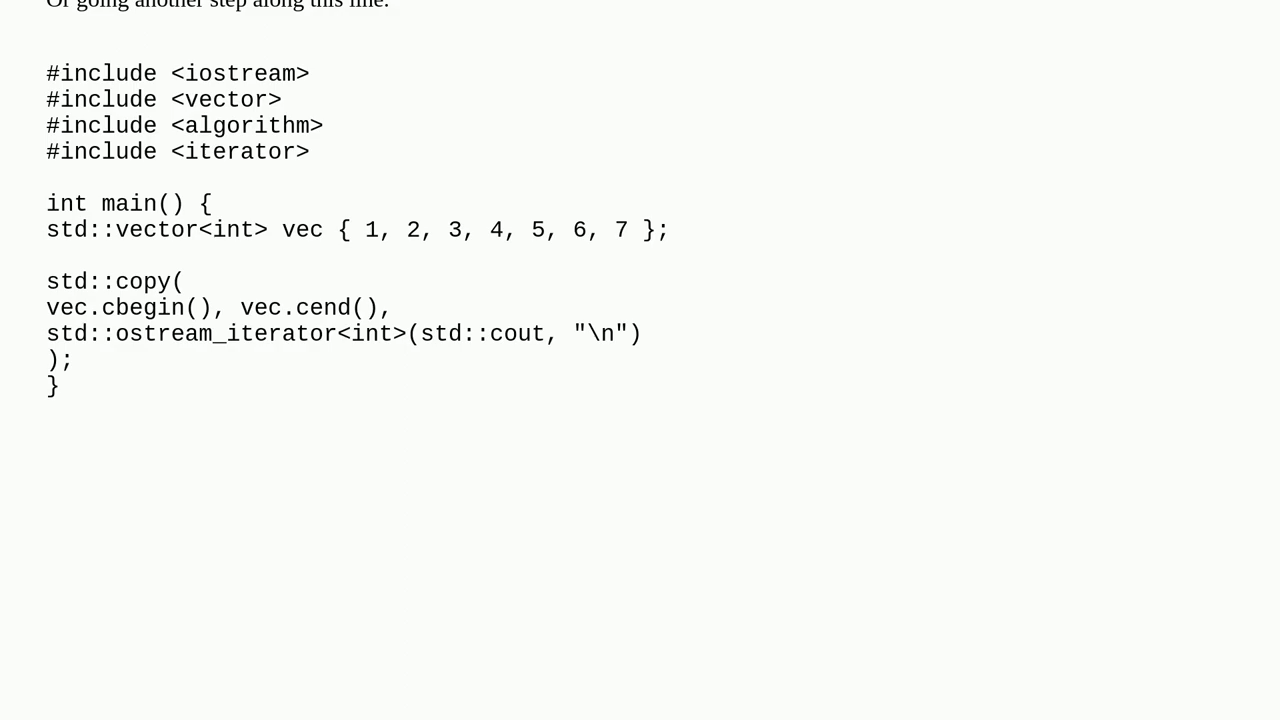 Or going another step along this line:
#include <iostream>
#include <vector>
#include <algorithm>
#include <iterator>
int main() {
std::vector<int> vec { 1, 2, 3, 4, 5, 6, 7 };
std::copy(
vec.cbegin(), vec.cend(),
std::ostream_iterator<int>(std::cout, "\n")
);
}